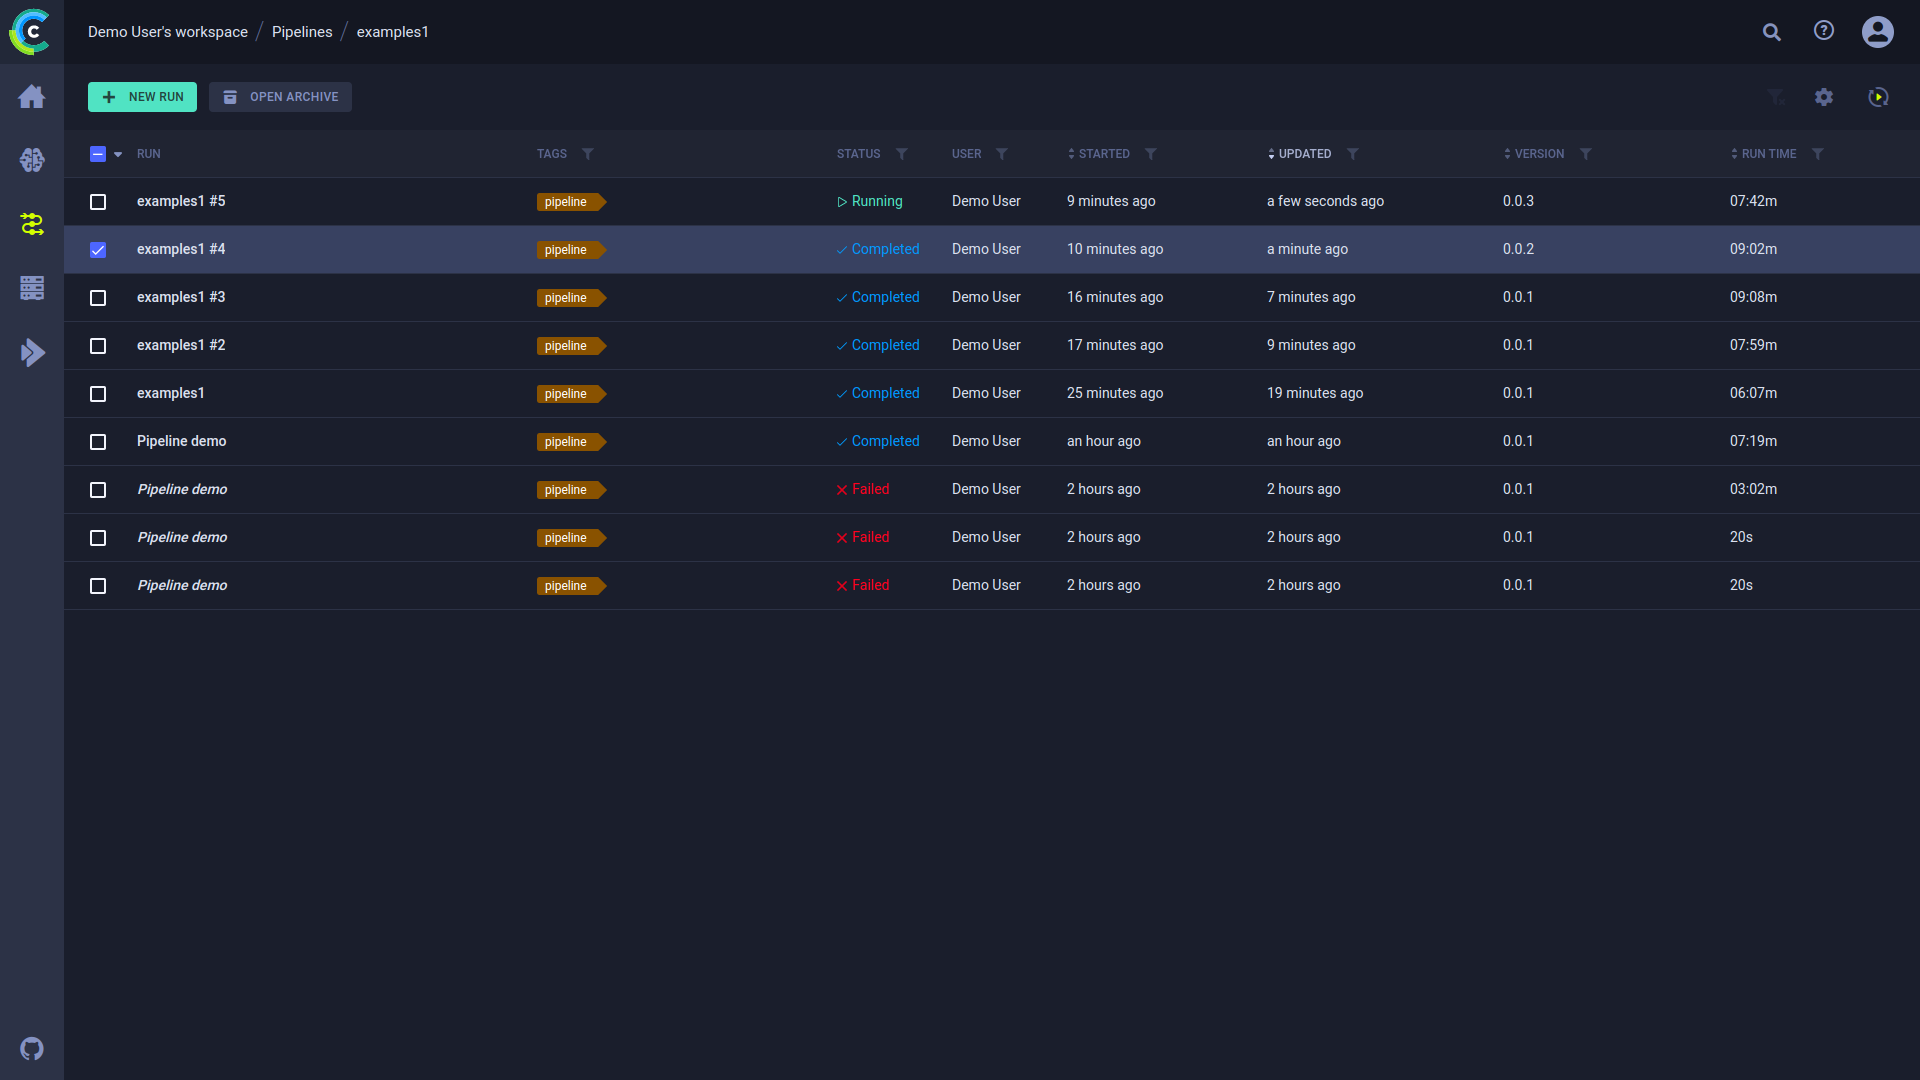 Demo User's workspace / Pipelines / examples1
NEW RUN OPEN ARCHIVE
RUN TAGS STATUS USER STARTED UPDATED VERSION RUN TIME
examples1 #5 pipeline Running Demo User 9 minutes ago a few seconds ago 0.0.3 07:42m
examples1 #4 pipeline Completed Demo User 10 minutes ago a minute ago 0.0.2 09:02m
examples1 #3 pipeline Completed Demo User 16 minutes ago 7 minutes ago 0.0.1 09:08m
examples1 #2 pipeline Completed Demo User 17 minutes ago 9 minutes ago 0.0.1 07:59m
examples1 pipeline Completed Demo User 25 minutes ago 19 minutes ago 0.0.1 06:07m
Pipeline demo pipeline Completed Demo User an hour ago an hour ago 0.0.1 07:19m
Pipeline demo pipeline Failed Demo User 2 hours ago 2 hours ago 0.0.1 03:02m
Pipeline demo pipeline Failed Demo User 2 hours ago 2 hours ago 0.0.1 20s
Pipeline demo pipeline Failed Demo User 2 hours ago 2 hours ago 0.0.1 20s